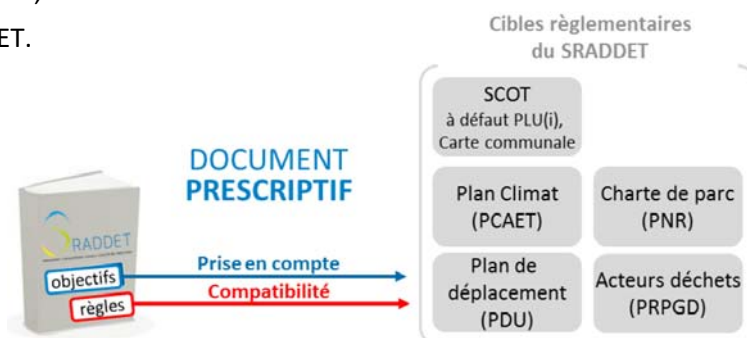 ET.
Cibles règlementaires
du SRADDET
SCOT
à défaut PLU(i),
Carte communale
DOCUMENT
PRESCRIPTIF
Plan Climat
(PCAET)
Charte de parc
(PNR)
SRADDET
objectifs
règles
Prise en compte
Compatibilité
Plan de
déplacement
(PDU)
Acteurs déchets
(PRPGD)